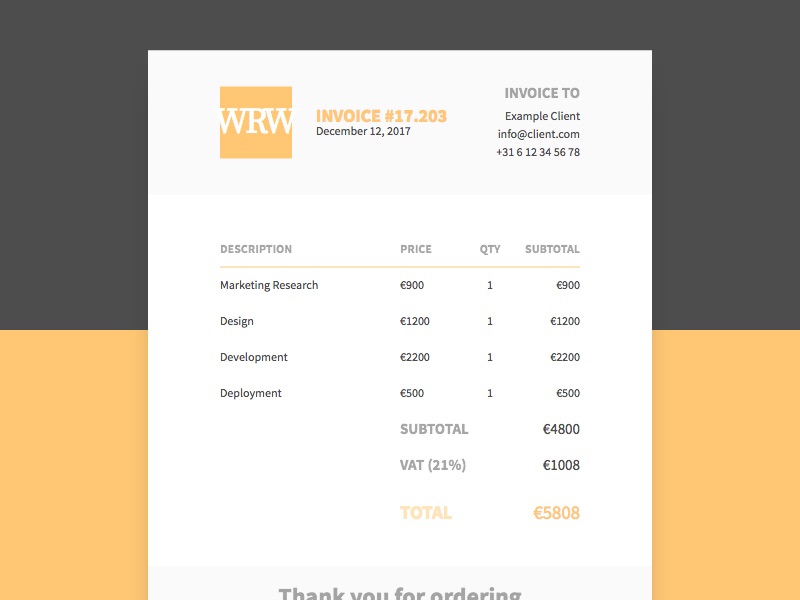 WRW
INVOICE #17.203
December 12, 2017
INVOICE TO
Example Client
info@client.com
+31 6 12 34 56 78
DESCRIPTION PRICE QTY SUBTOTAL
Marketing Research €900 1 €900
Design €1200 1 €1200
Development €2200 1 €2200
Deployment €500 1 €500
SUBTOTAL €4800
VAT (21%) €1008
TOTAL €5808
Thank you for ordering